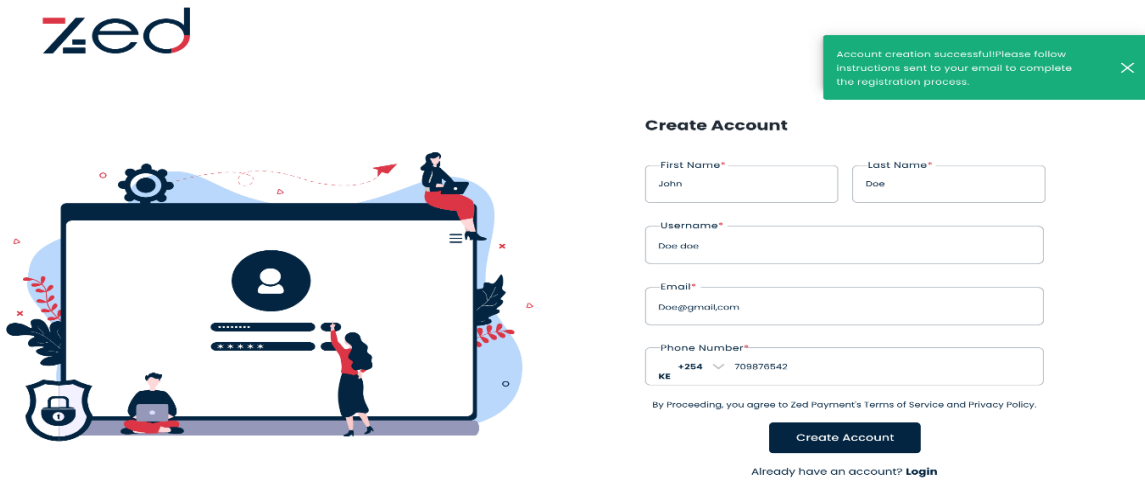 zed
Account creation successful!Please follow
instructions sent to your email to complete
the registration process.
Create Account
First Name*
John
Last Name*
Doe
Username*
Doe doe
Email*
Doe@gmail,com
Phone Number*
KE +254 709876542
By Proceeding, you agree to Zed Payment's Terms of Service and Privacy Policy.
Create Account
Already have an account? Login